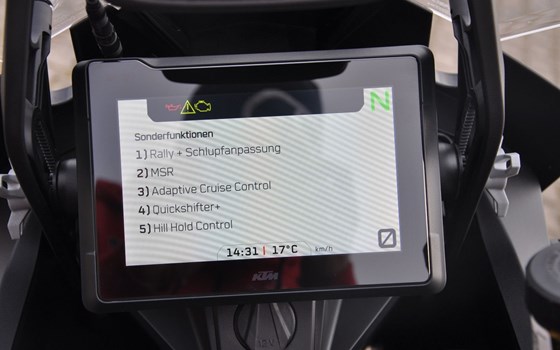 N
Sonderfunktionen
1) Rally + Schlupfanpassung
2) MSR
3) Adaptive Cruise Control
4) Quickshifter+
5) Hill Hold Control
14:31 | 17°C km/h
KTM
12V